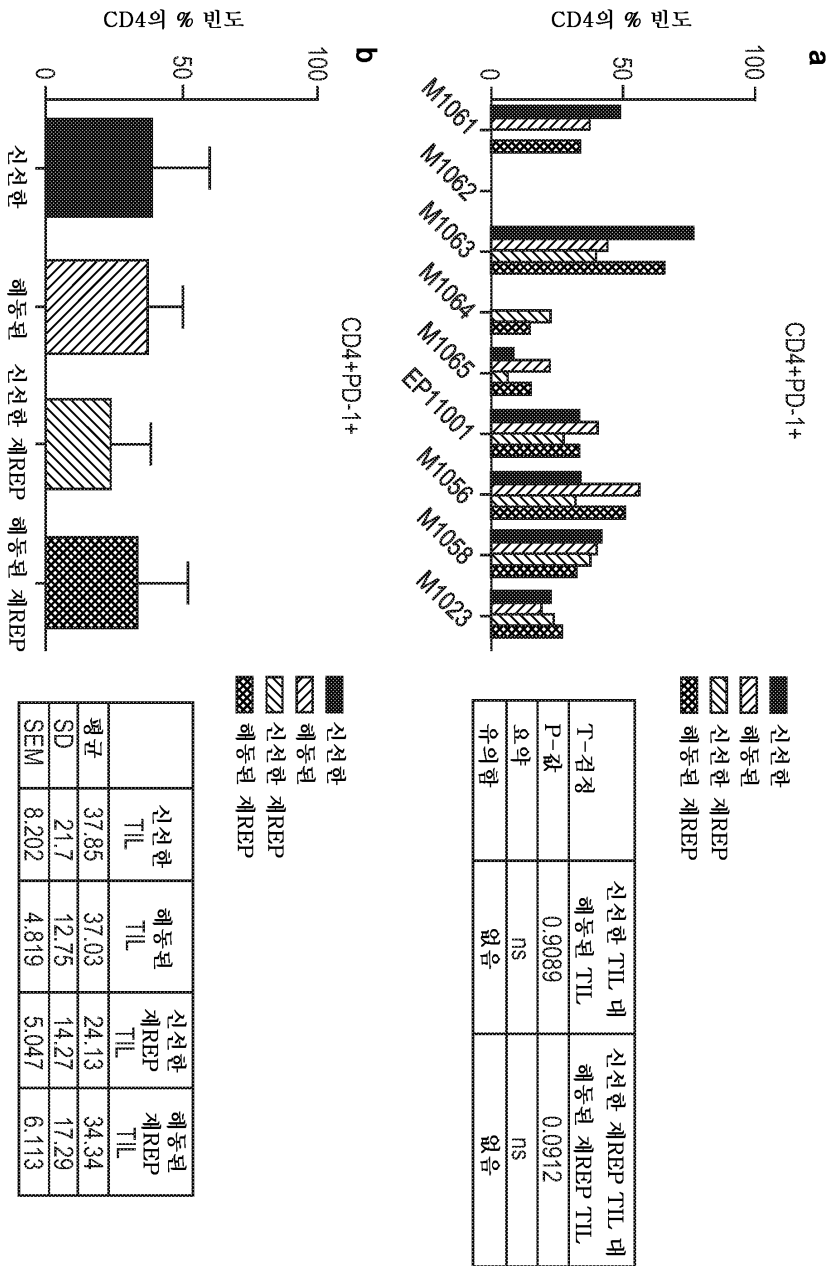 a
CD4+PD-1+
CD4의 % 빈도
100
50
0
M1061
M1062
M1063
M1064
M1065
EP11001
M1056
M1058
M1023
신선한
해동된
신선한 재REP
해동된 재REP
T-검정
신선한 TIL 대
해동된 TIL
신선한 재REP TIL 대
해동된 재REP TIL
P-값
0.9089
0.0912
요약
ns
ns
유의함
없음
없음
b
CD4+PD-1+
CD4의 % 빈도
100
50
0
신선한
해동된
신선한 재REP
해동된 재REP
신선한
해동된
신선한 재REP
해동된 재REP
신선한
TIL
해동된
TIL
신선한
재REP
TIL
해동된
재REP
TIL
평균
37.85
37.03
24.13
34.34
SD
21.7
12.75
14.27
17.29
SEM
8.202
4.819
5.047
6.113